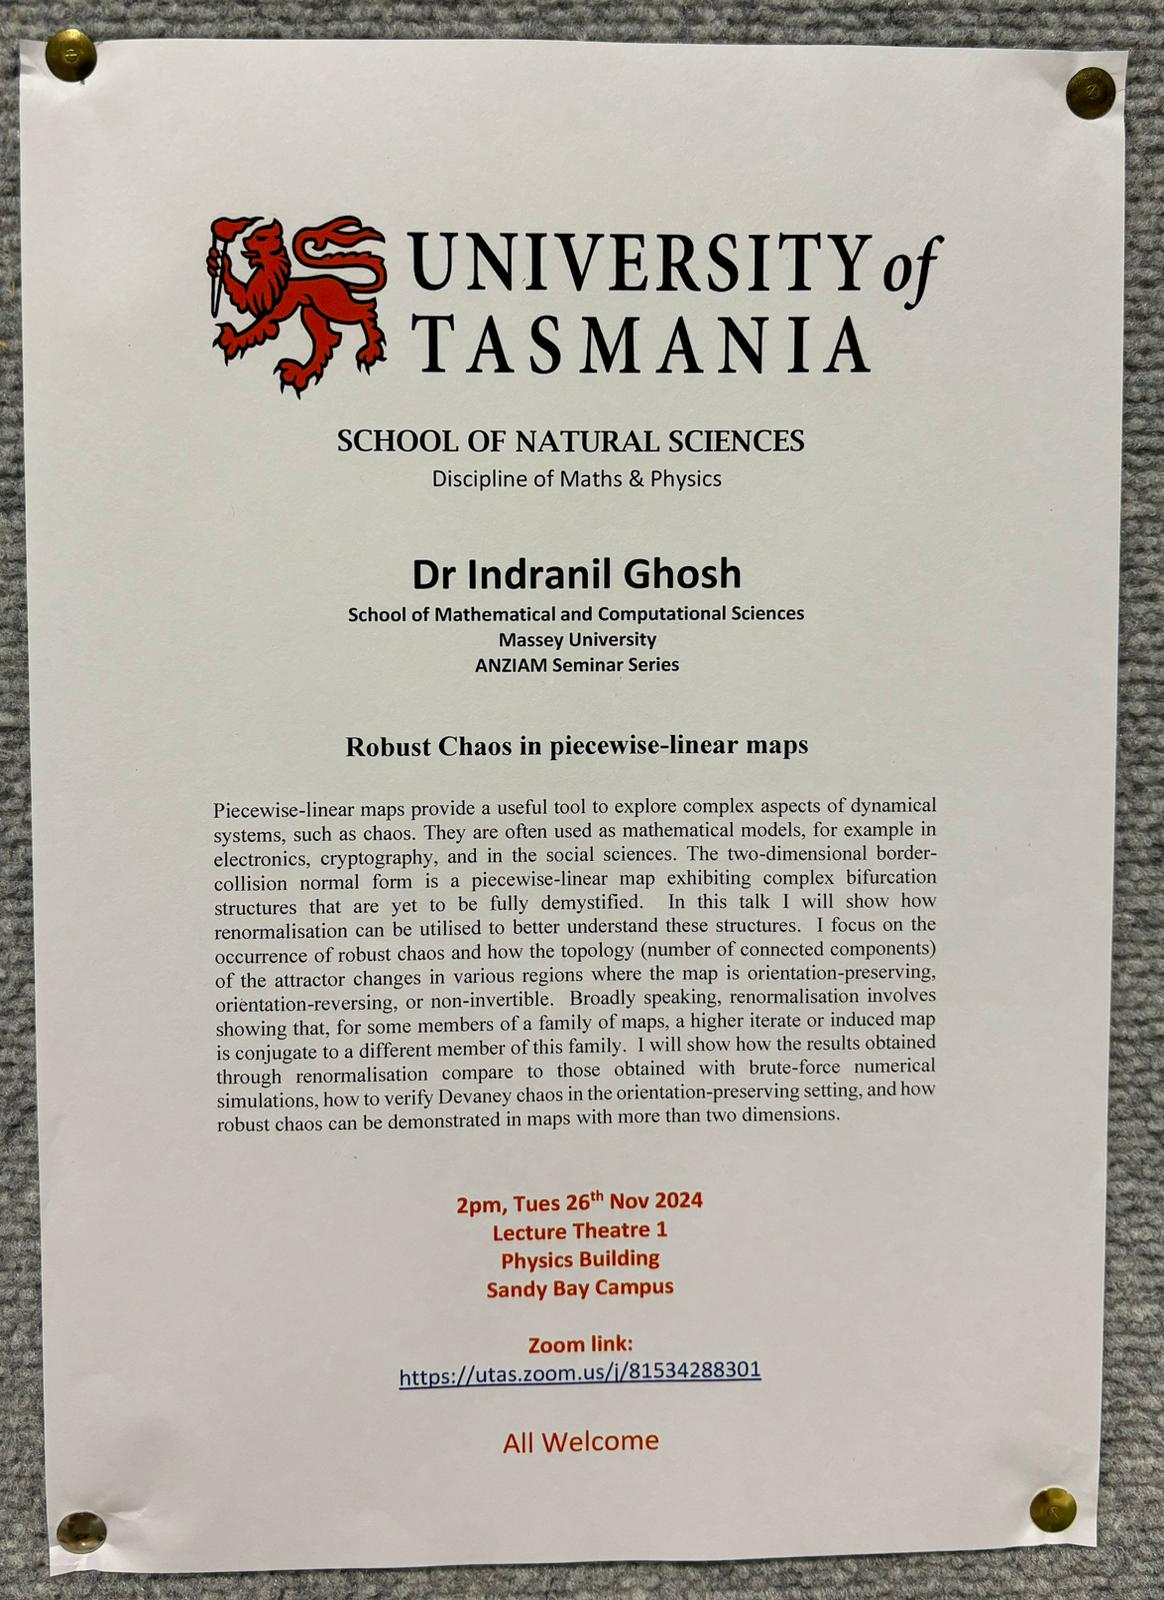 UNIVERSITY of
TASMANIA
SCHOOL OF NATURAL SCIENCES
Discipline of Maths & Physics
Dr Indranil Ghosh
School of Mathematical and Computational Sciences
Massey University
ANZIAM Seminar Series
Robust Chaos in piecewise-linear maps
Piecewise-linear maps provide a useful tool to explore complex aspects of dynamical
systems, such as chaos. They are often used as mathematical models, for example in
electronics, cryptography, and in the social sciences. The two-dimensional border-
collision normal form is a piecewise-linear map exhibiting complex bifurcation
structures that are yet to be fully demystified. In this talk I will show how
renormalisation can be utilised to better understand these structures. I focus on the
occurrence of robust chaos and how the topology (number of connected components)
of the attractor changes in various regions where the map is orientation-preserving,
orientation-reversing, or non-invertible. Broadly speaking, renormalisation involves
showing that, for some members of a family of maps, a higher iterate or induced map
is conjugate to a different member of this family. I will show how the results obtained
through renormalisation compare to those obtained with brute-force numerical
simulations, how to verify Devaney chaos in the orientation-preserving setting, and how
robust chaos can be demonstrated in maps with more than two dimensions.
2pm, Tues 26th Nov 2024
Lecture Theatre 1
Physics Building
Sandy Bay Campus
Zoom link:
https://utas.zoom.us/j/81534288301
All Welcome